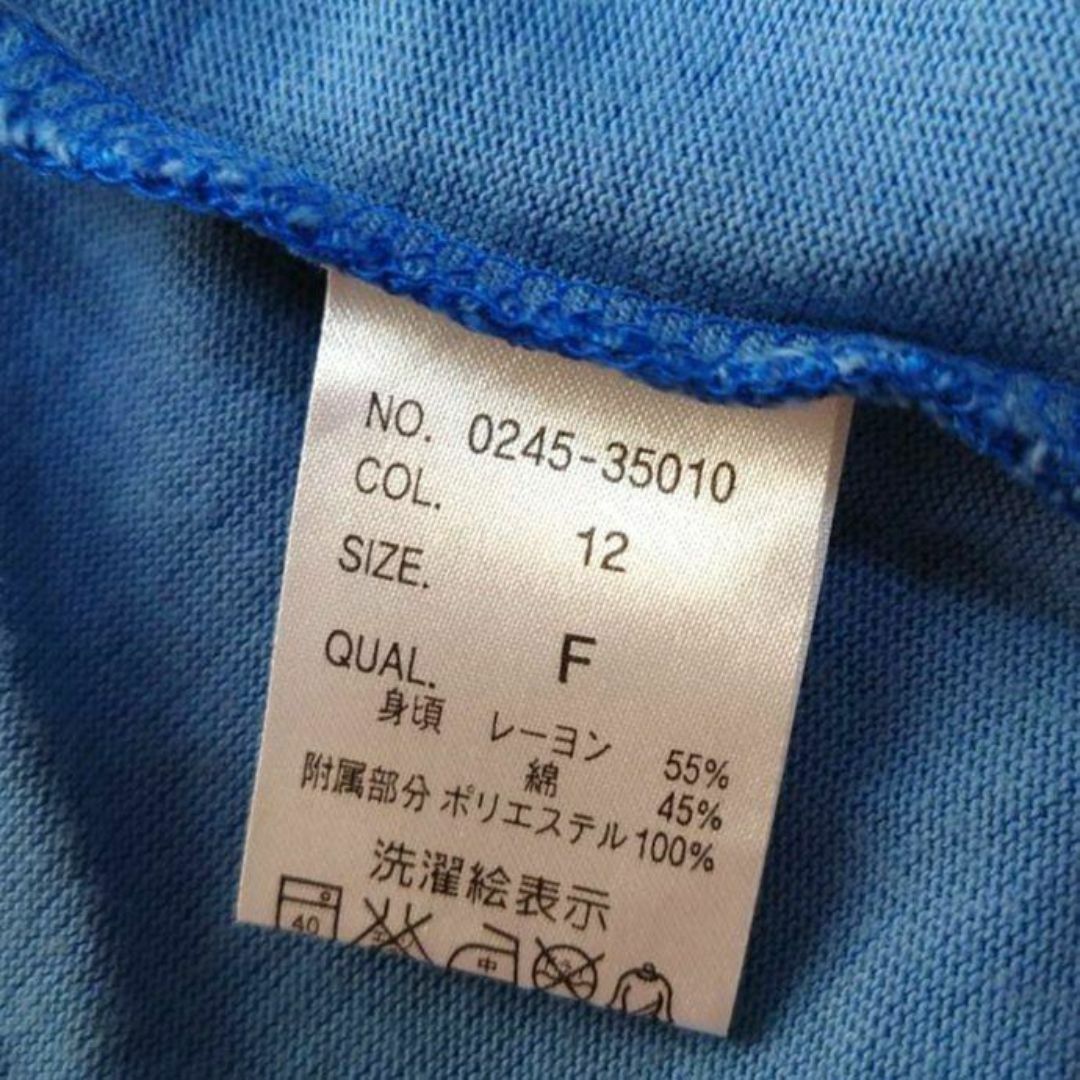 NO. 0245-35010
COL. 12
SIZE. F
QUAL.
身頃 レーヨン 55%
綿 45%
附属部分 ポリエステル 100%
洗濯絵表示
40
中